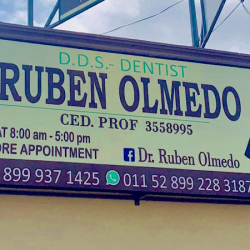 D.D.S.- DENTIST
RUBEN OLMEDO
CED. PROF 3558995
AT 8:00 am - 5:00 pm
ORE APPOINTMENT
Dr. Ruben Olmedo
899 937 1425 011 52 899 228 3187